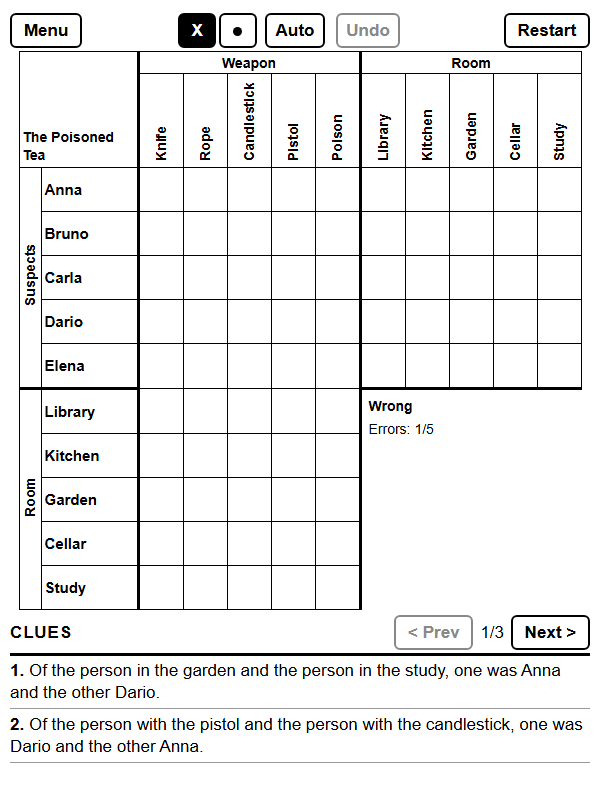 Menu X ● Auto Undo Restart
Weapon Room
The Poisoned
Tea
Knife Rope Candlestick Pistol Poison Library Kitchen Garden Cellar Study
Suspects
Anna
Bruno
Carla
Dario
Elena
Room
Library
Kitchen
Garden
Cellar
Study
Wrong
Errors: 1/5
CLUES < Prev 1/3 Next >
1. Of the person in the garden and the person in the study, one was Anna
and the other Dario.
2. Of the person with the pistol and the person with the candlestick, one was
Dario and the other Anna.